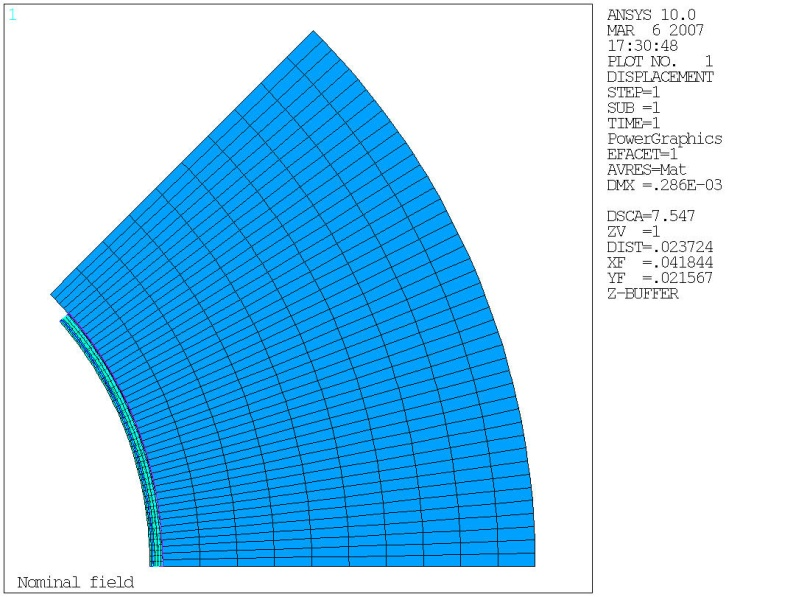 1
ANSYS 10.0
MAR  6 2007
17:30:48
PLOT NO.   1
DISPLACEMENT
STEP=1
SUB =1
TIME=1
PowerGraphics
EFACET=1
AVRES=Mat
DMX =.286E-03
DSCA=7.547
ZV  =1
DIST=.023724
XF  =.041844
YF  =.021567
Z-BUFFER
Nominal field